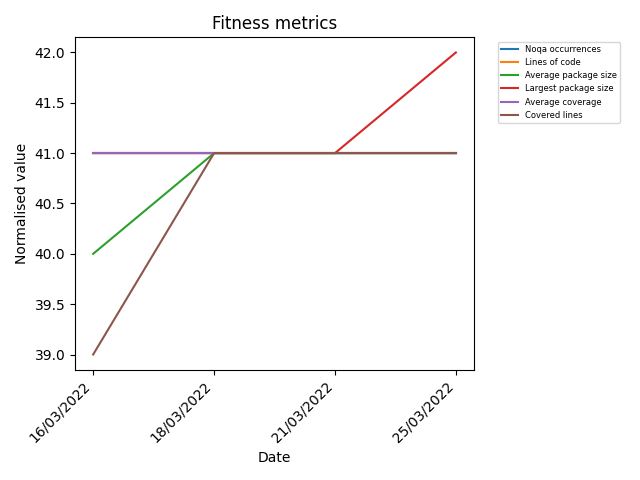 Fitness metrics
Normalised value
42.0
41.5
41.0
40.5
40.0
39.5
39.0
16/03/2022
18/03/2022
21/03/2022
25/03/2022
Date
Noqa occurrences
Lines of code
Average package size
Largest package size
Average coverage
Covered lines